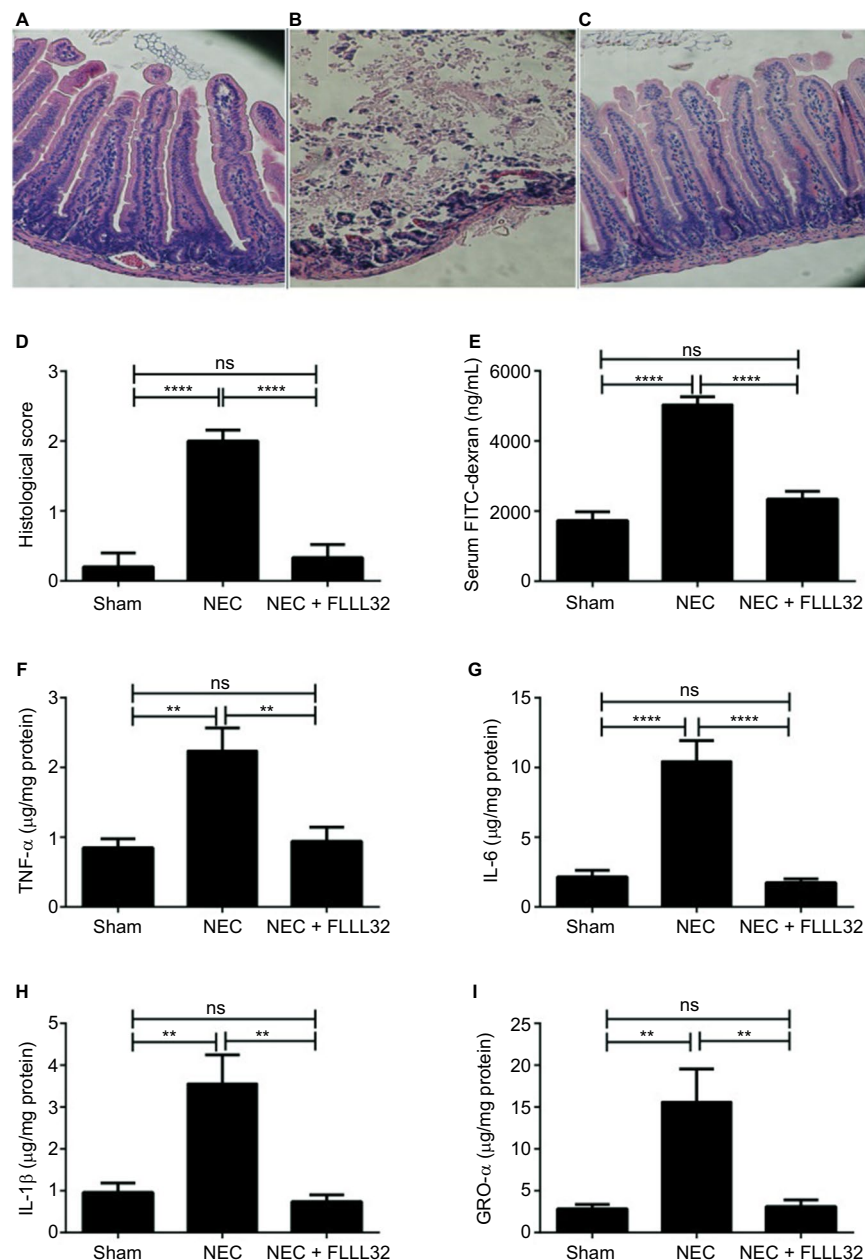 A
B
C
D
3
2
1
0
Histological score
ns
****
****
Sham
NEC
NEC + FLLL32
E
6000
4000
2000
0
Serum FITC-dexran (ng/mL)
ns
****
****
Sham
NEC
NEC + FLLL32
F
3
2
1
0
TNF-α (μg/mg protein)
ns
**
**
Sham
NEC
NEC + FLLL32
G
15
10
5
0
IL-6 (μg/mg protein)
ns
****
****
Sham
NEC
NEC + FLLL32
H
5
4
3
2
1
0
IL-1β (μg/mg protein)
ns
**
**
Sham
NEC
NEC + FLLL32
I
25
20
15
10
5
0
GRO-α (μg/mg protein)
ns
**
**
Sham
NEC
NEC + FLLL32